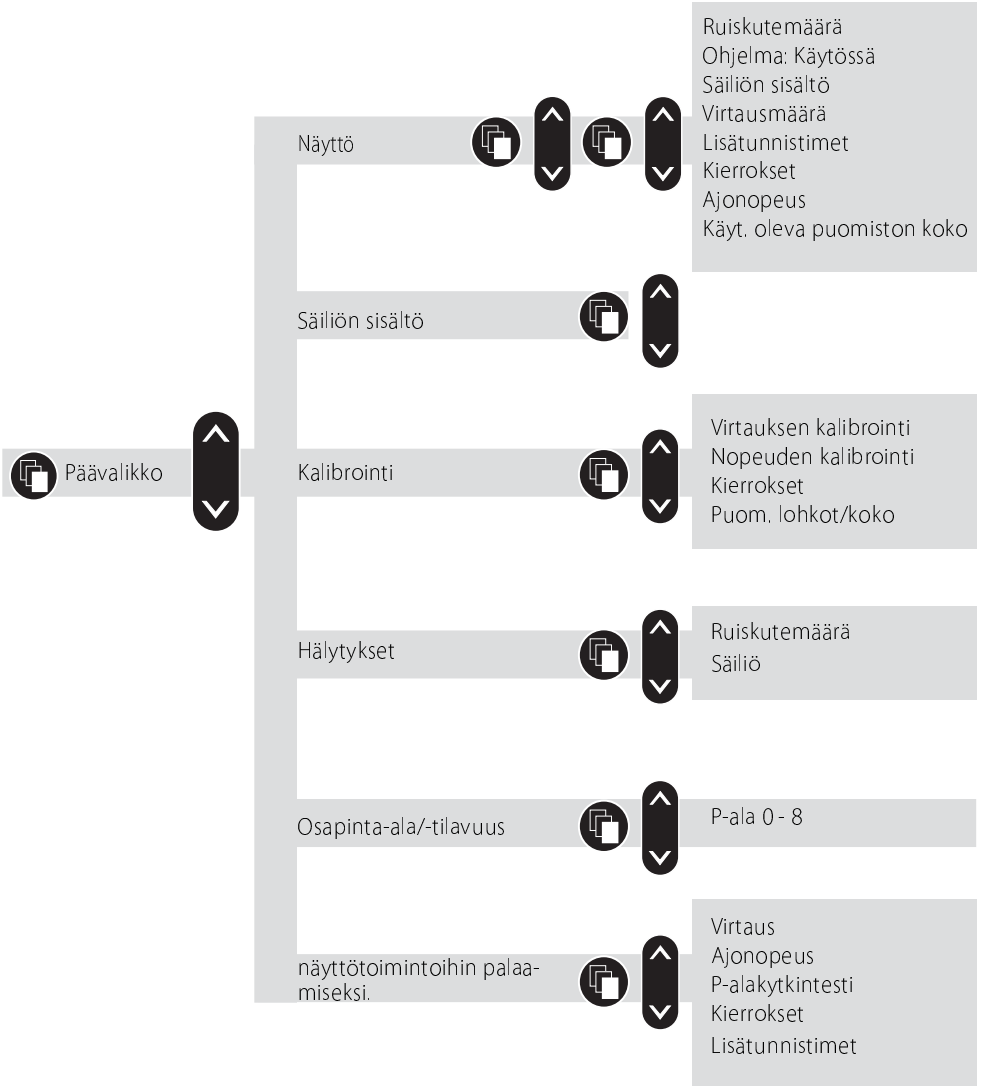 Ruiskutemäärä
Ohjelma: Käytössä
Säiliön sisältö
Virtausmäärä
Lisätunnistimet
Kierrokset
Ajonopeus
Käyt. oleva puomiston koko
Näyttö
Säiliön sisältö
Päävalikko
Kalibrointi
Virtauksen kalibrointi
Nopeuden kalibrointi
Kierrokset
Puom. lohkot/koko
Hälytykset
Ruiskutemäärä
Säiliö
Osapinta-ala/-tilavuus
P-ala 0 - 8
näyttötoimintoihin palaa-
miseksi.
Virtaus
Ajonopeus
P-alakytkintesti
Kierrokset
Lisätunnistimet